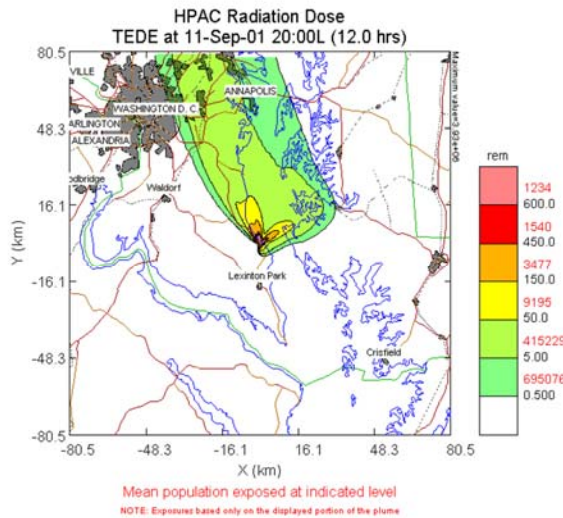 HPAC Radiation Dose
TEDE at 11-Sep-01 20:00L (12.0 hrs)
80.5
48.3
16.1
-16.1
-48.3
-80.5
Y (km)
VILLE
ANNAPOLIS
WASHINGTON D. C.
ARLINGTON
ALEXANDRIA
odbridge
Waldorf
Lexinton Park
Crisfield
-80.5 -48.3 -16.1 16.1 48.3 80.5
X (km)
Maximum value=3.93e+06
rem
1234
600.0
1540
450.0
3477
150.0
9195
50.0
415229
5.00
695076
0.500
Mean population exposed at indicated level
NOTE: Exposures based only on the displayed portion of the plume